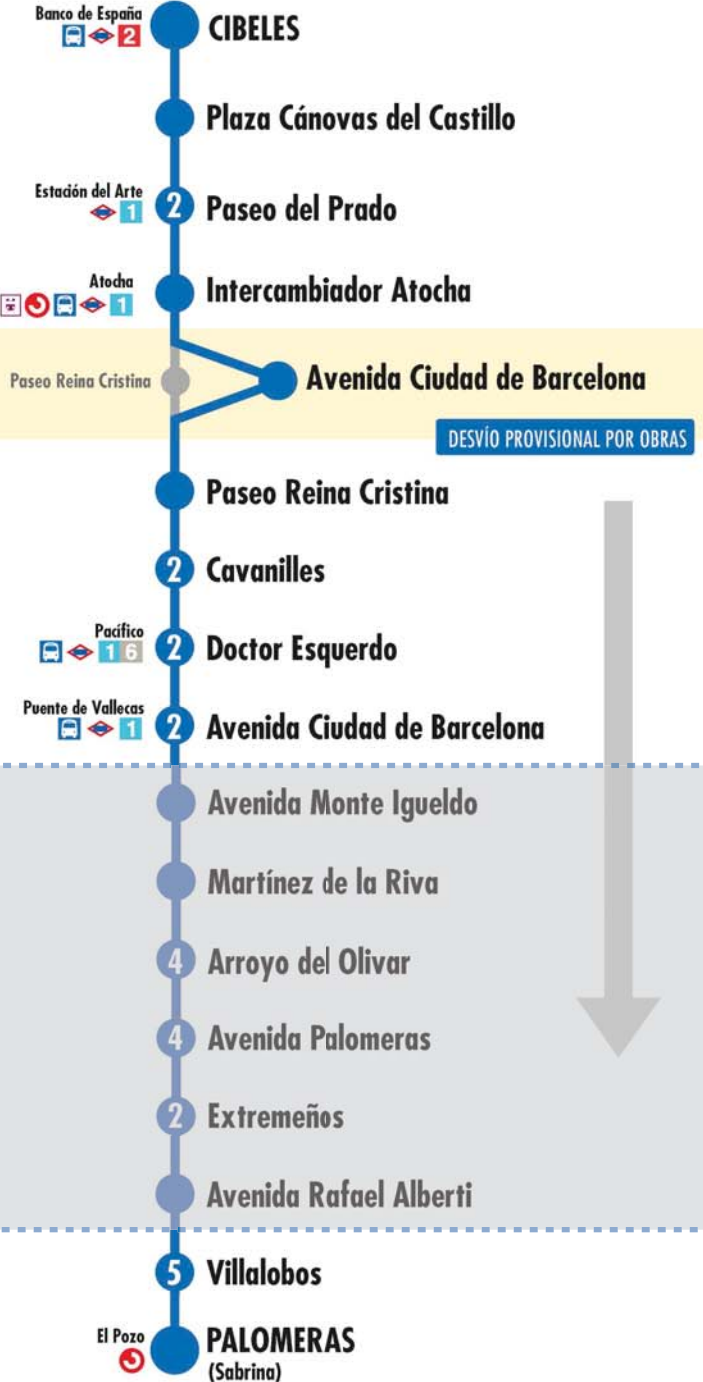 Banco de España
2
CIBELES
Plaza Cánovas del Castillo
Estación del Arte
1
2
Paseo del Prado
Atocha
1
Intercambiador Atocha
Paseo Reina Cristina
Avenida Ciudad de Barcelona
DESVÍO PROVISIONAL POR OBRAS
Paseo Reina Cristina
2
Cavanilles
Pacífico
1 6
2
Doctor Esquerdo
Puente de Vallecas
1
2
Avenida Ciudad de Barcelona
Avenida Monte Igueldo
Martínez de la Riva
4
Arroyo del Olivar
4
Avenida Palomeras
2
Extremeños
Avenida Rafael Alberti
5
Villalobos
El Pozo
PALOMERAS
(Sabrina)